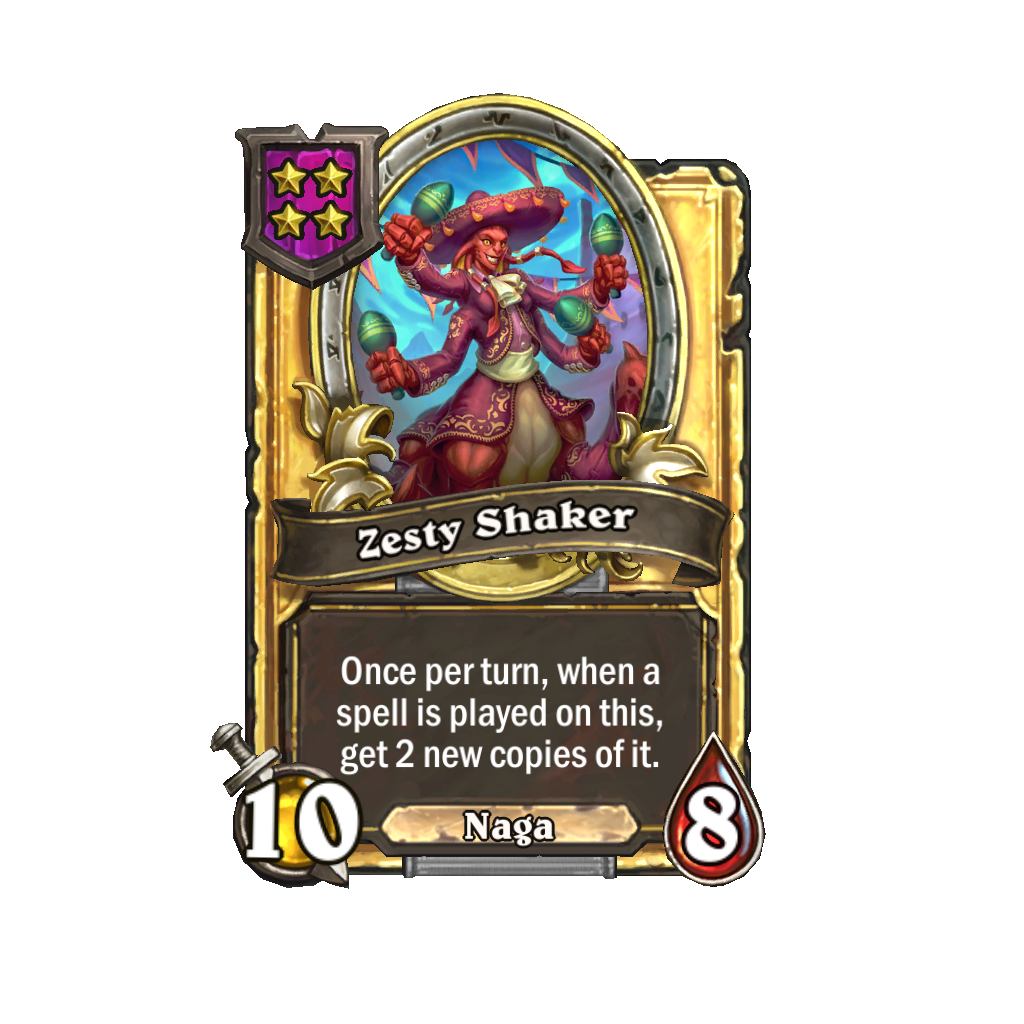 Zesty Shaker
Once per turn, when a
spell is played on this,
get 2 new copies of it.
10
Naga
8